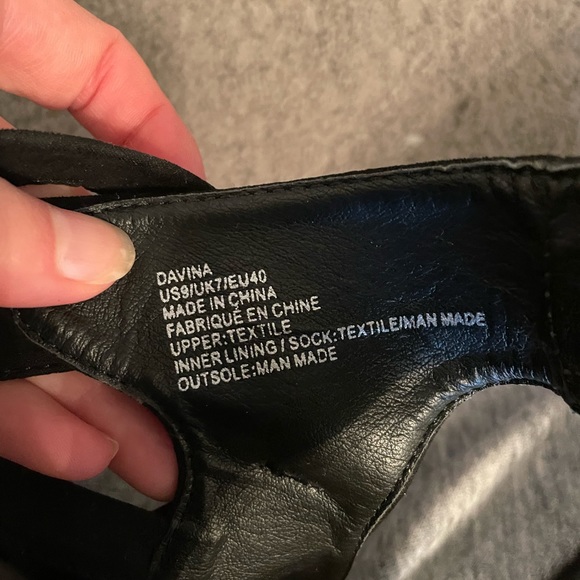 DAVINA
US9/UK7/EU40
MADE IN CHINA
FABRIQUÉ EN CHINE
UPPER:TEXTILE
INNER LINING / SOCK:TEXTILE/MAN MADE
OUTSOLE:MAN MADE